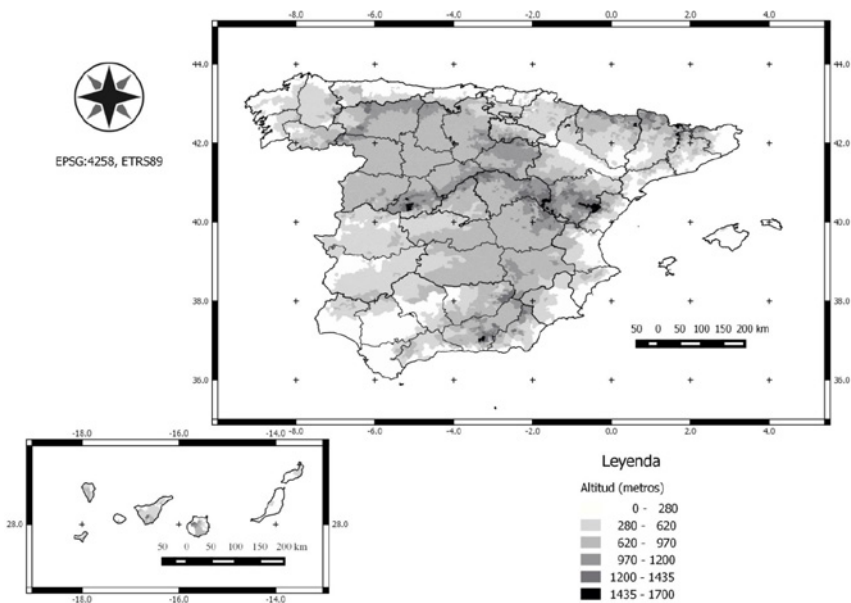 -8.0 -6.0 -4.0 -2.0 0.0 2.0 4.0
44.0 44.0
42.0 42.0
EPSG:4258, ETRS89
40.0 40.0
38.0 38.0
50 0 50 100 150 200 km
36.0 36.0
-8.0 -6.0 -4.0 -2.0 0.0 2.0 4.0
-18.0 -16.0 -14.0
28.0 28.0
50 0 50 100 150 200 km
-18.0 -16.0 -14.0
Leyenda
Altitud (metros)
0 - 280
280 - 620
620 - 970
970 - 1200
1200 - 1435
1435 - 1700